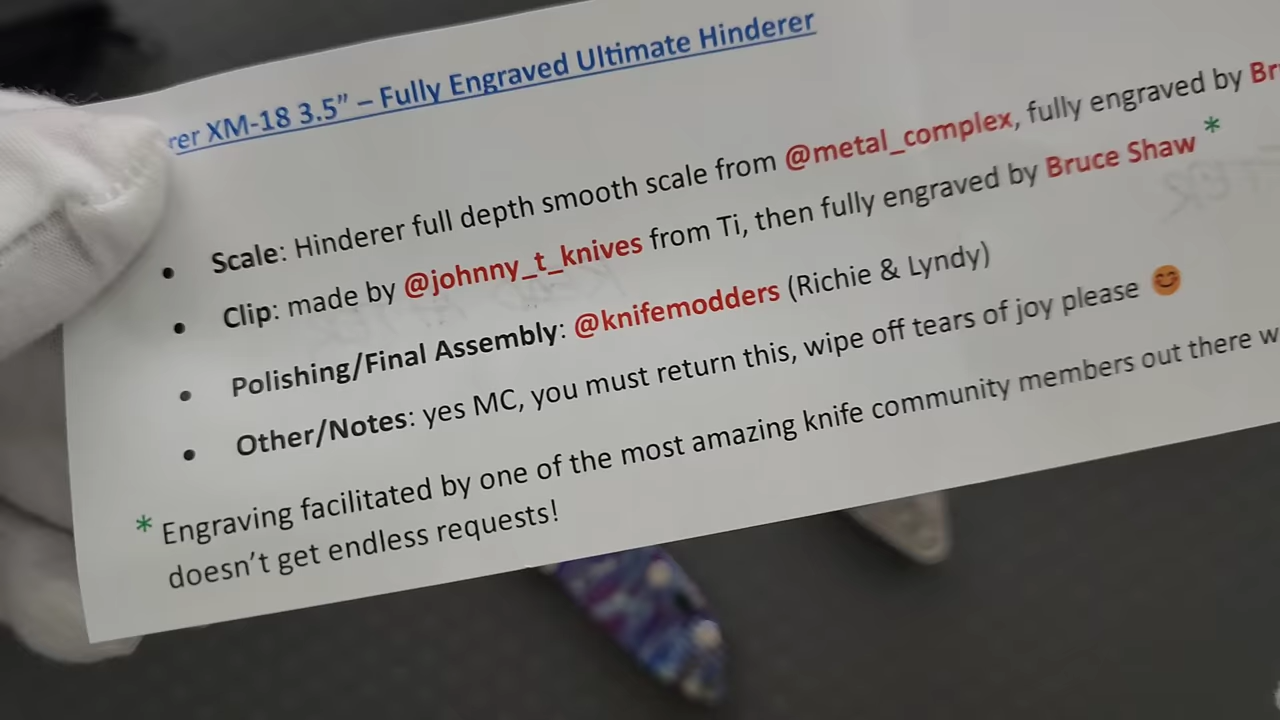 rer XM-18 3.5” – Fully Engraved Ultimate Hinderer
• Scale: Hinderer full depth smooth scale from @metal_complex, fully engraved by Br
• Clip: made by @johnny_t_knives from Ti, then fully engraved by Bruce Shaw *
• Polishing/Final Assembly: @knifemodders (Richie & Lyndy)
• Other/Notes: yes MC, you must return this, wipe off tears of joy please 😊
* Engraving facilitated by one of the most amazing knife community members out there w
doesn’t get endless requests!